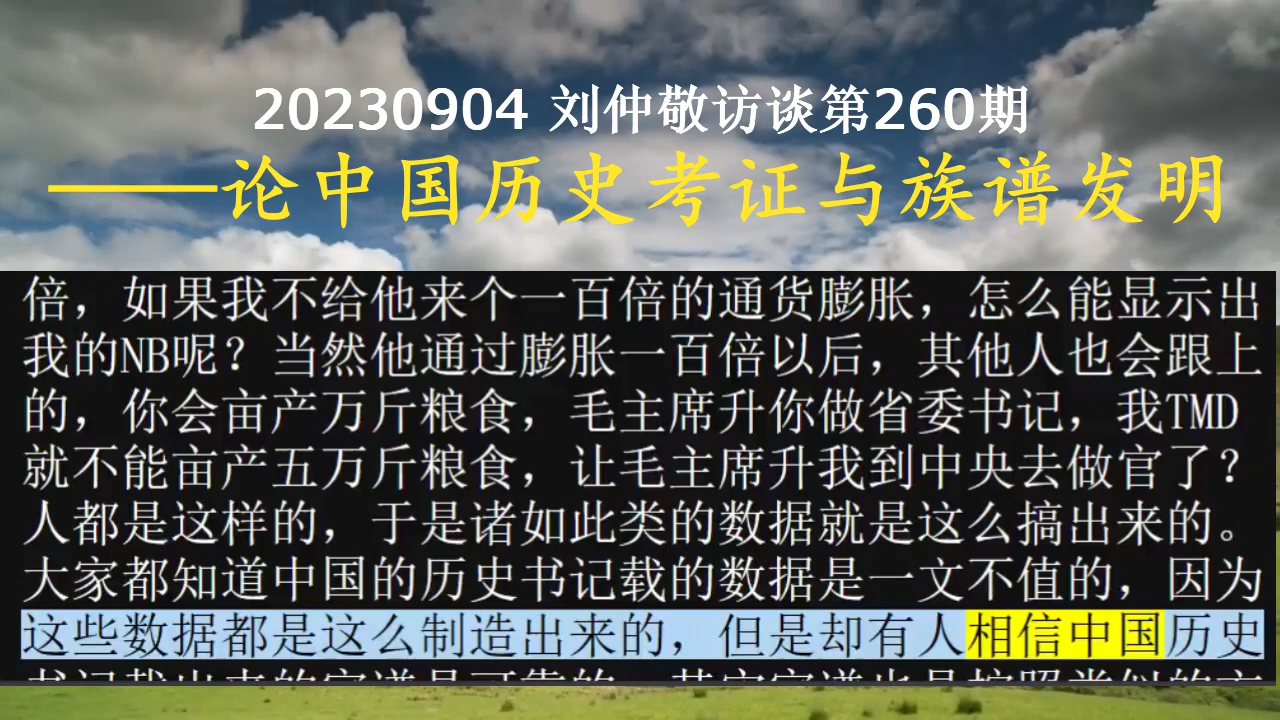 20230904 刘仲敬访谈第260期
——论中国历史考证与族谱发明
倍，如果我不给他来个一百倍的通货膨胀，怎么能显示出
我的NB呢？当然他通过膨胀一百倍以后，其他人也会跟上
的，你会亩产万斤粮食，毛主席升你做省委书记，我TMD
就不能亩产五万斤粮食，让毛主席升我到中央去做官了？
人都是这样的，于是诸如此类的数据就是这么搞出来的。
大家都知道中国的历史书记载的数据是一文不值的，因为
这些数据都是这么制造出来的，但是却有人相信中国历史